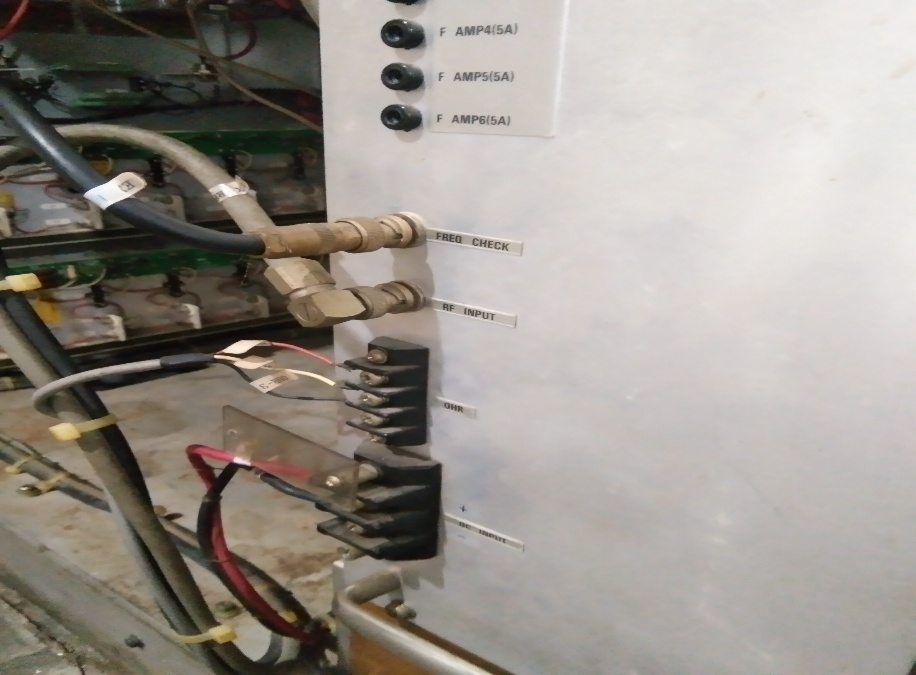 F AMP4(5A)
F AMP5(5A)
F AMP6(5A)
FREQ CHECK
RF INPUT
OHR
+
DC INPUT